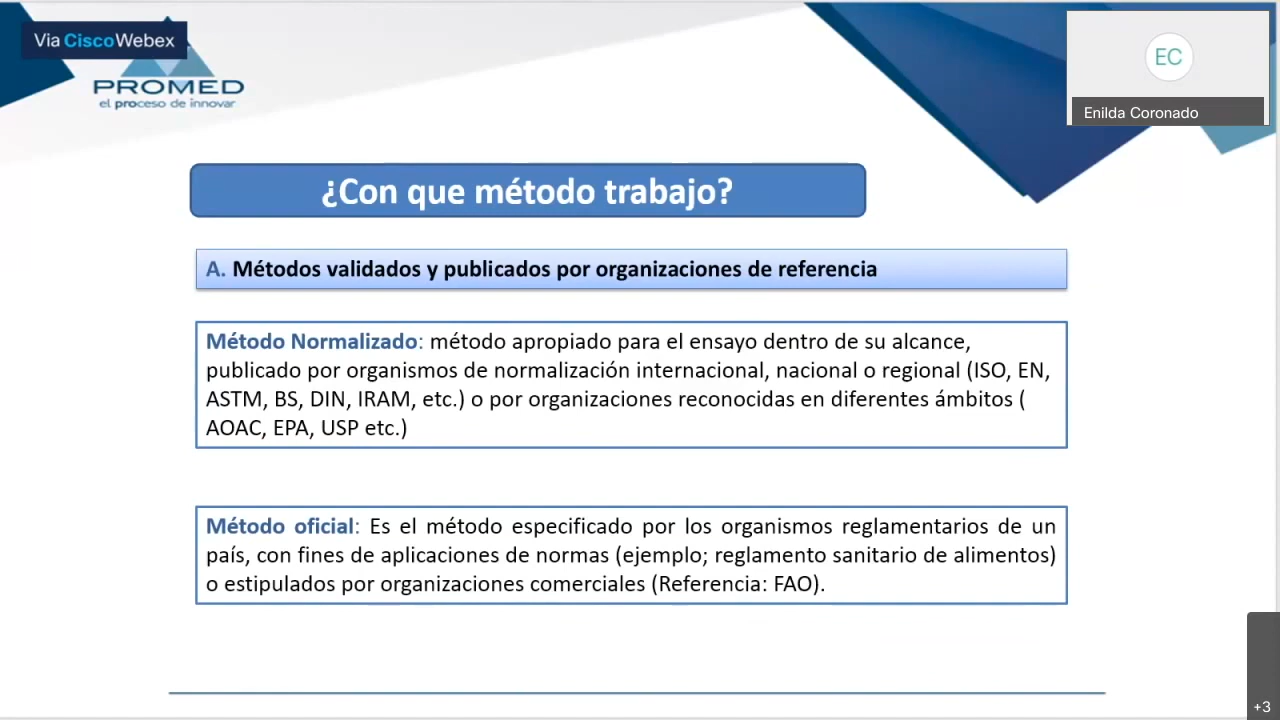 Via CiscoWebex
PROMED
el proceso de innovar
EC
Enilda Coronado
¿Con que método trabajo?
A. Métodos validados y publicados por organizaciones de referencia
Método Normalizado: método apropiado para el ensayo dentro de su alcance,
publicado por organismos de normalización internacional, nacional o regional (ISO, EN,
ASTM, BS, DIN, IRAM, etc.) o por organizaciones reconocidas en diferentes ámbitos (
AOAC, EPA, USP etc.)
Método oficial: Es el método especificado por los organismos reglamentarios de un
país, con fines de aplicaciones de normas (ejemplo; reglamento sanitario de alimentos)
o estipulados por organizaciones comerciales (Referencia: FAO).
+3